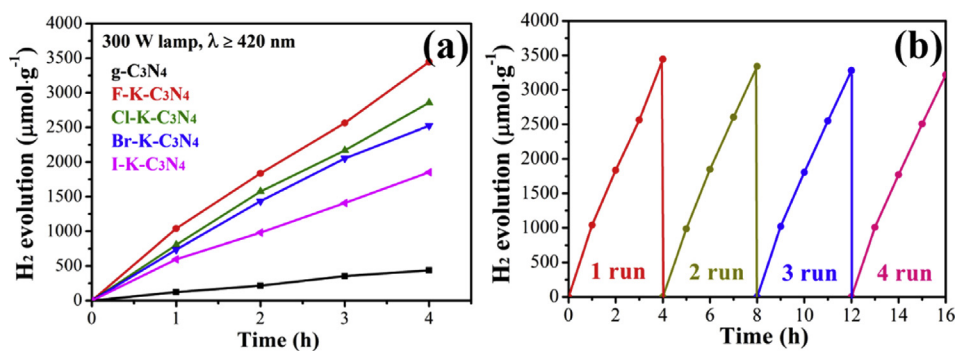 (a)
300 W lamp, λ ≥ 420 nm
g-C₃N₄
F-K-C₃N₄
Cl-K-C₃N₄
Br-K-C₃N₄
I-K-C₃N₄
H₂ evolution (μmol·g⁻¹)
4000
3500
3000
2500
2000
1500
1000
500
0
0 1 2 3 4
Time (h)
(b)
H₂ evolution (μmol·g⁻¹)
4000
3500
3000
2500
2000
1500
1000
500
0
1 run 2 run 3 run 4 run
0 2 4 6 8 10 12 14 16
Time (h)